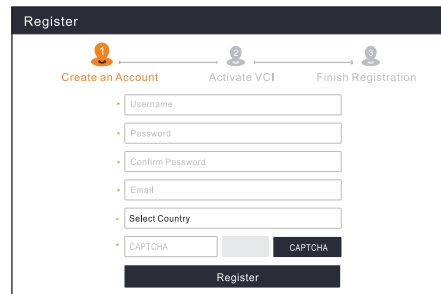 Register
1 2 3
Create an Account Activate VCI Finish Registration
* Username
* Password
* Confirm Password
* Email
* Select Country
* CAPTCHA CAPTCHA
Register